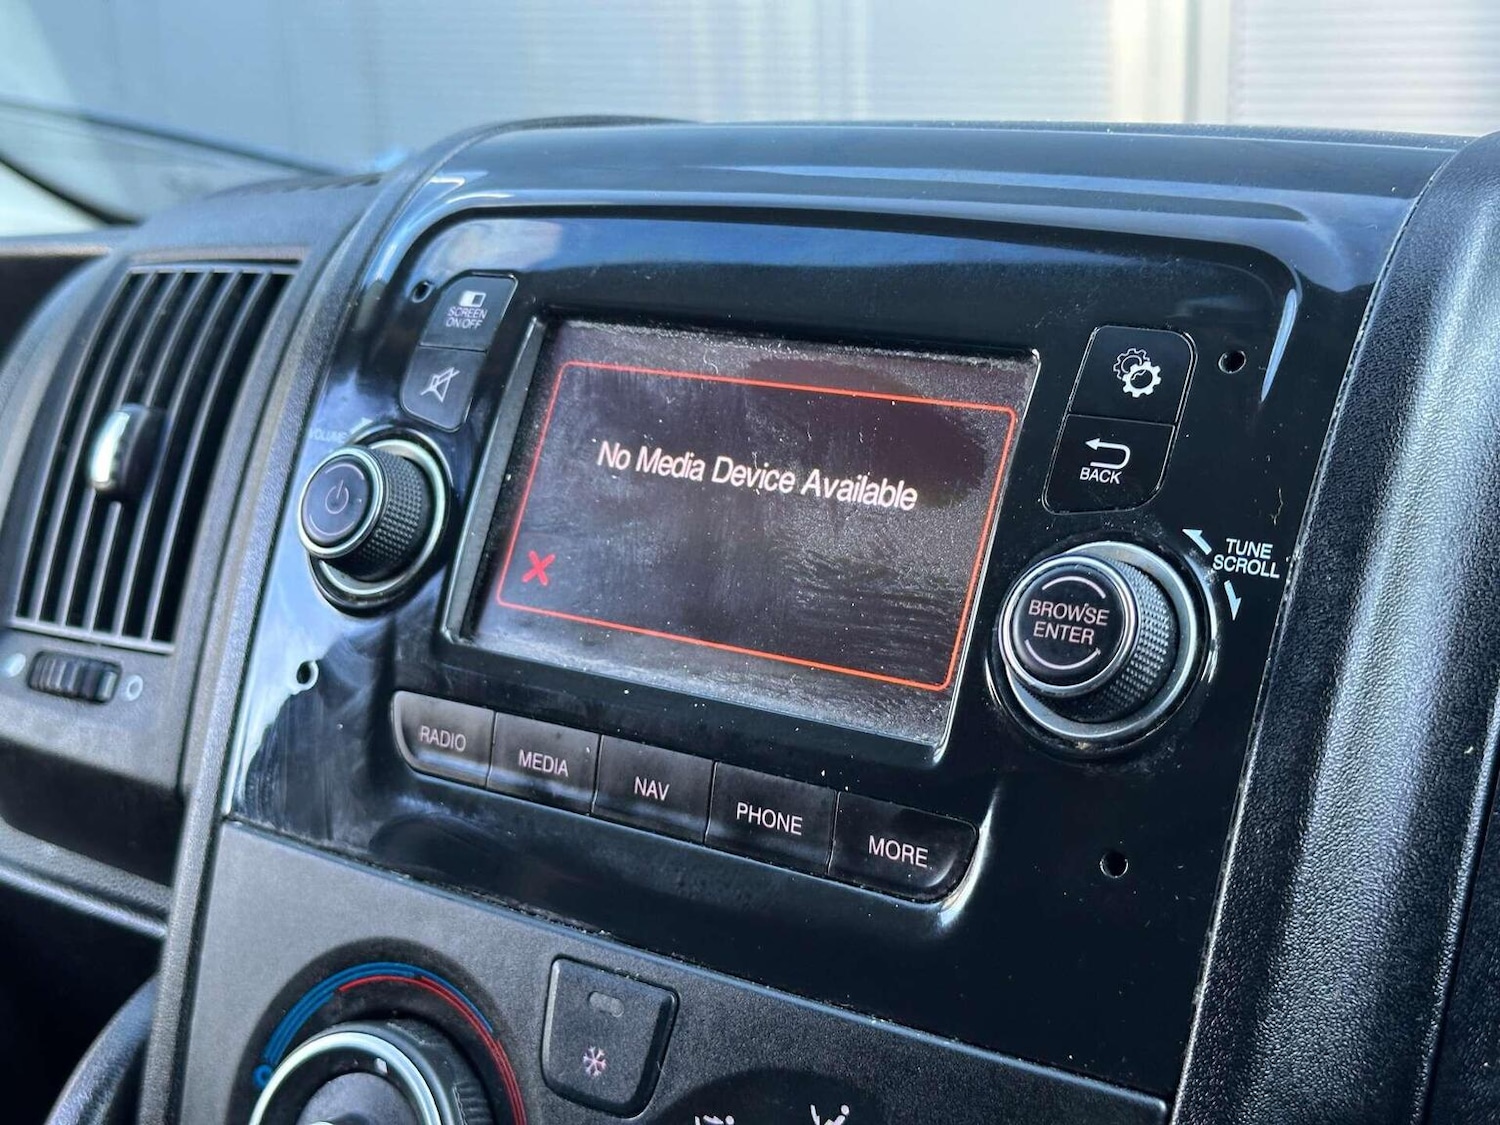 SCREEN
ON/OFF
VOLUME
No Media Device Available
BACK
TUNE
SCROLL
BROWSE
ENTER
RADIO
MEDIA
NAV
PHONE
MORE